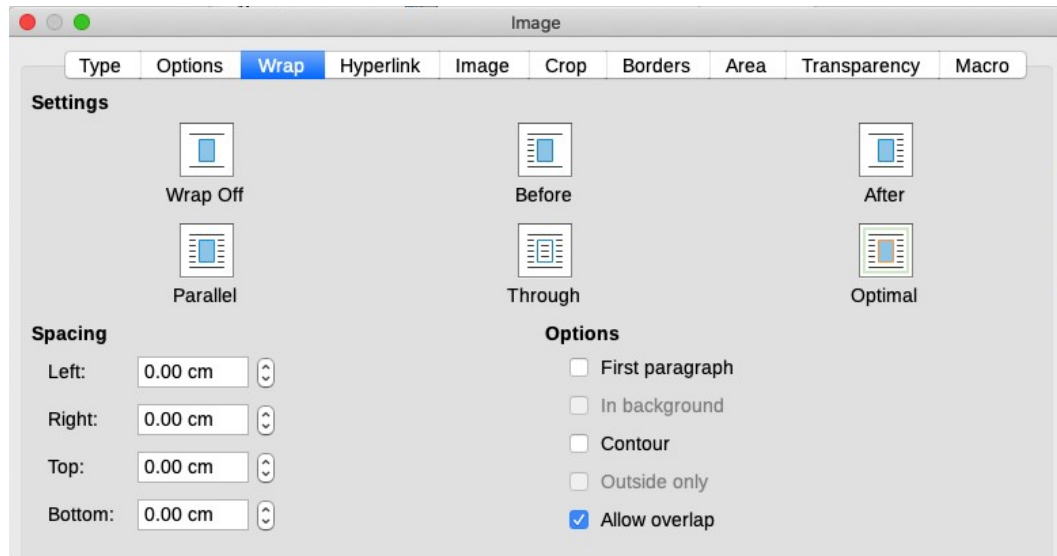 Image
Type Options Wrap Hyperlink Image Crop Borders Area Transparency Macro
Settings
Wrap Off Before After
Parallel Through Optimal
Spacing Options
Left: 0.00 cm First paragraph
Right: 0.00 cm In background
Contour
Top: 0.00 cm Outside only
Bottom: 0.00 cm Allow overlap